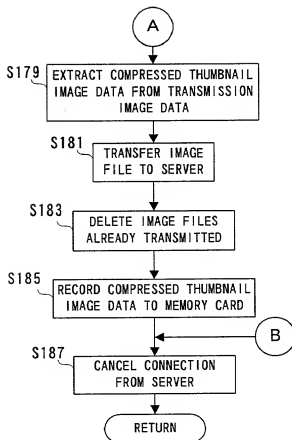 A
S179
EXTRACT COMPRESSED THUMBNAIL
IMAGE DATA FROM TRANSMISSION
IMAGE DATA
S181
TRANSFER IMAGE
FILE TO SERVER
S183
DELETE IMAGE FILES
ALREADY TRANSMITTED
S185
RECORD COMPRESSED THUMBNAIL
IMAGE DATA TO MEMORY CARD
B
S187
CANCEL CONNECTION
FROM SERVER
RETURN